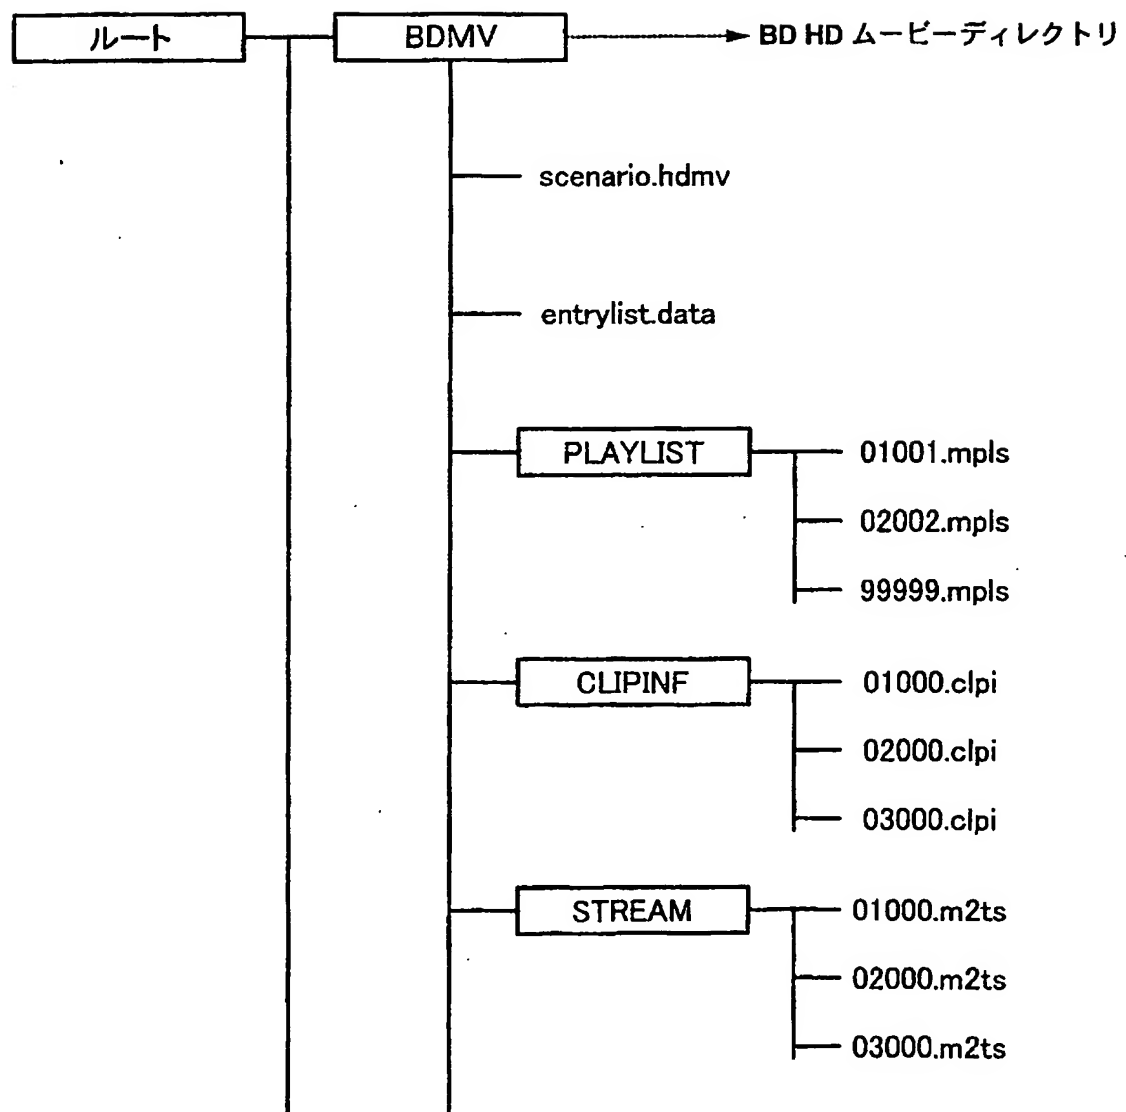 ルート
BDMV
BD HD ムービーディレクトリ
scenario.hdmv
entrylist.data
PLAYLIST
01001.mpls
02002.mpls
99999.mpls
CLIPINF
01000.clpi
02000.clpi
03000.clpi
STREAM
01000.m2ts
02000.m2ts
03000.m2ts